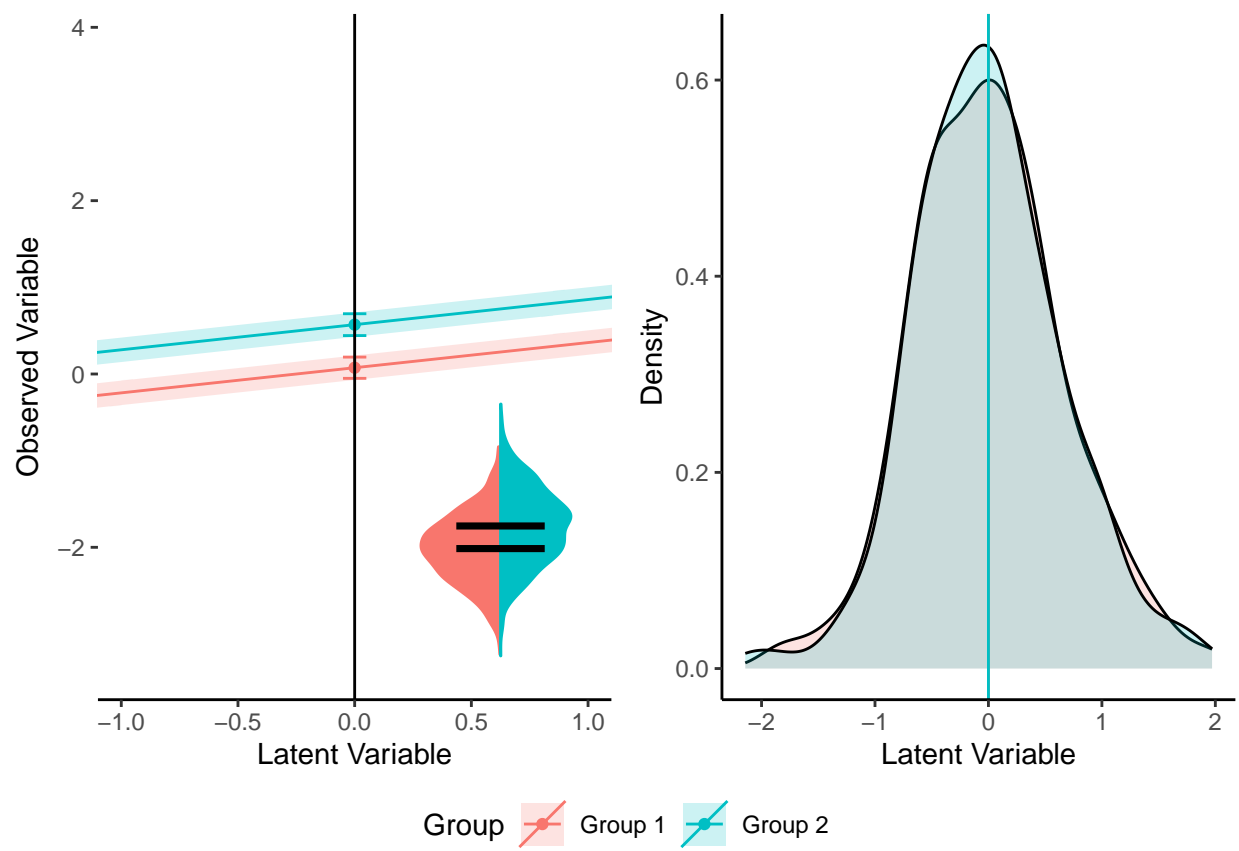 4
2
0
−2
Observed Variable
−1.0 −0.5 0.0 0.5 1.0
Latent Variable
0.6
0.4
0.2
0.0
Density
−2 −1 0 1 2
Latent Variable
Group Group 1 Group 2